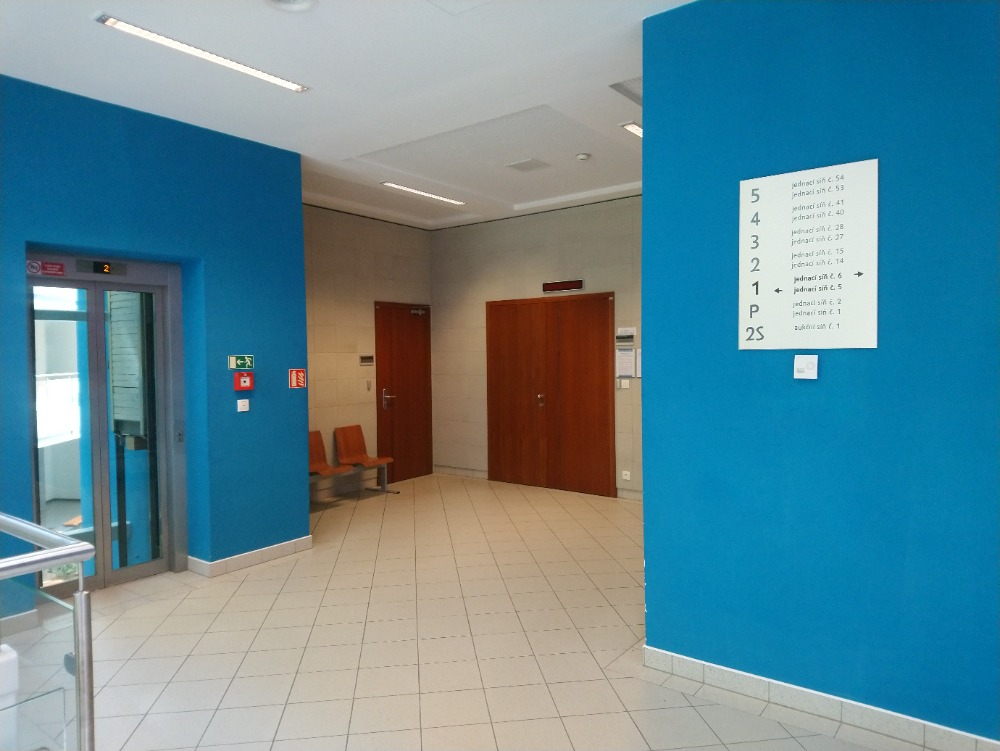 2
5 jednací síň č. 54
jednací síň č. 53
4 jednací síň č. 41
jednací síň č. 40
3 jednací síň č. 28
jednací síň č. 27
2 jednací síň č. 15
jednací síň č. 14
1 jednací síň č. 6 →
← jednací síň č. 5
P jednací síň č. 2
jednací síň č. 1
2S aukční síň č. 1